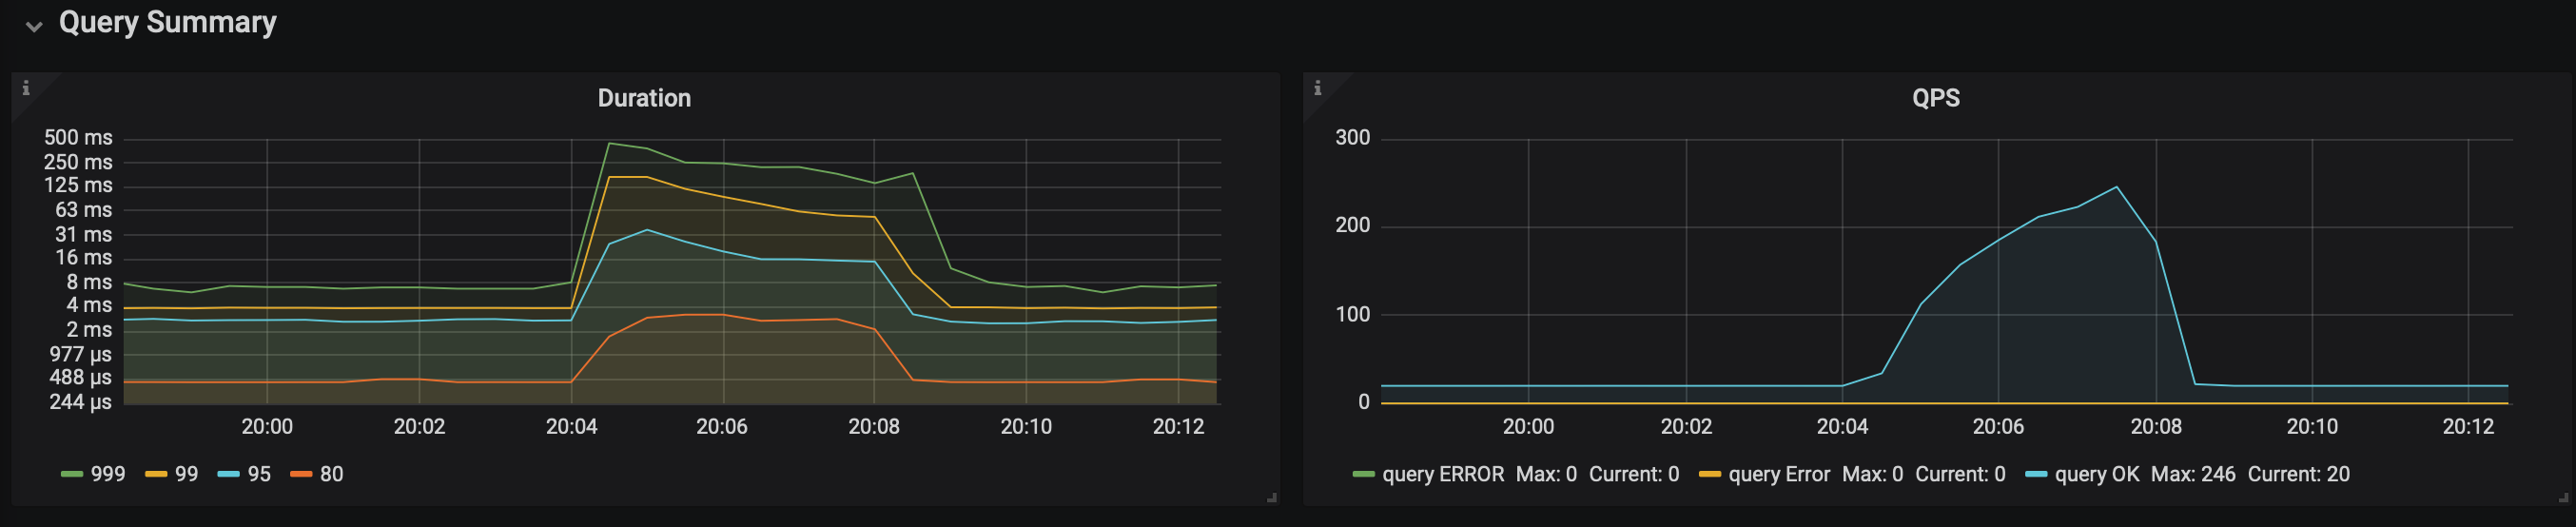 Query Summary
Duration
500 ms
250 ms
125 ms
63 ms
31 ms
16 ms
8 ms
4 ms
2 ms
977 µs
488 µs
244 µs
20:00 20:02 20:04 20:06 20:08 20:10 20:12
999 99 95 80
QPS
300
200
100
0
20:00 20:02 20:04 20:06 20:08 20:10 20:12
query ERROR Max: 0 Current: 0 query Error Max: 0 Current: 0 query OK Max: 246 Current: 20